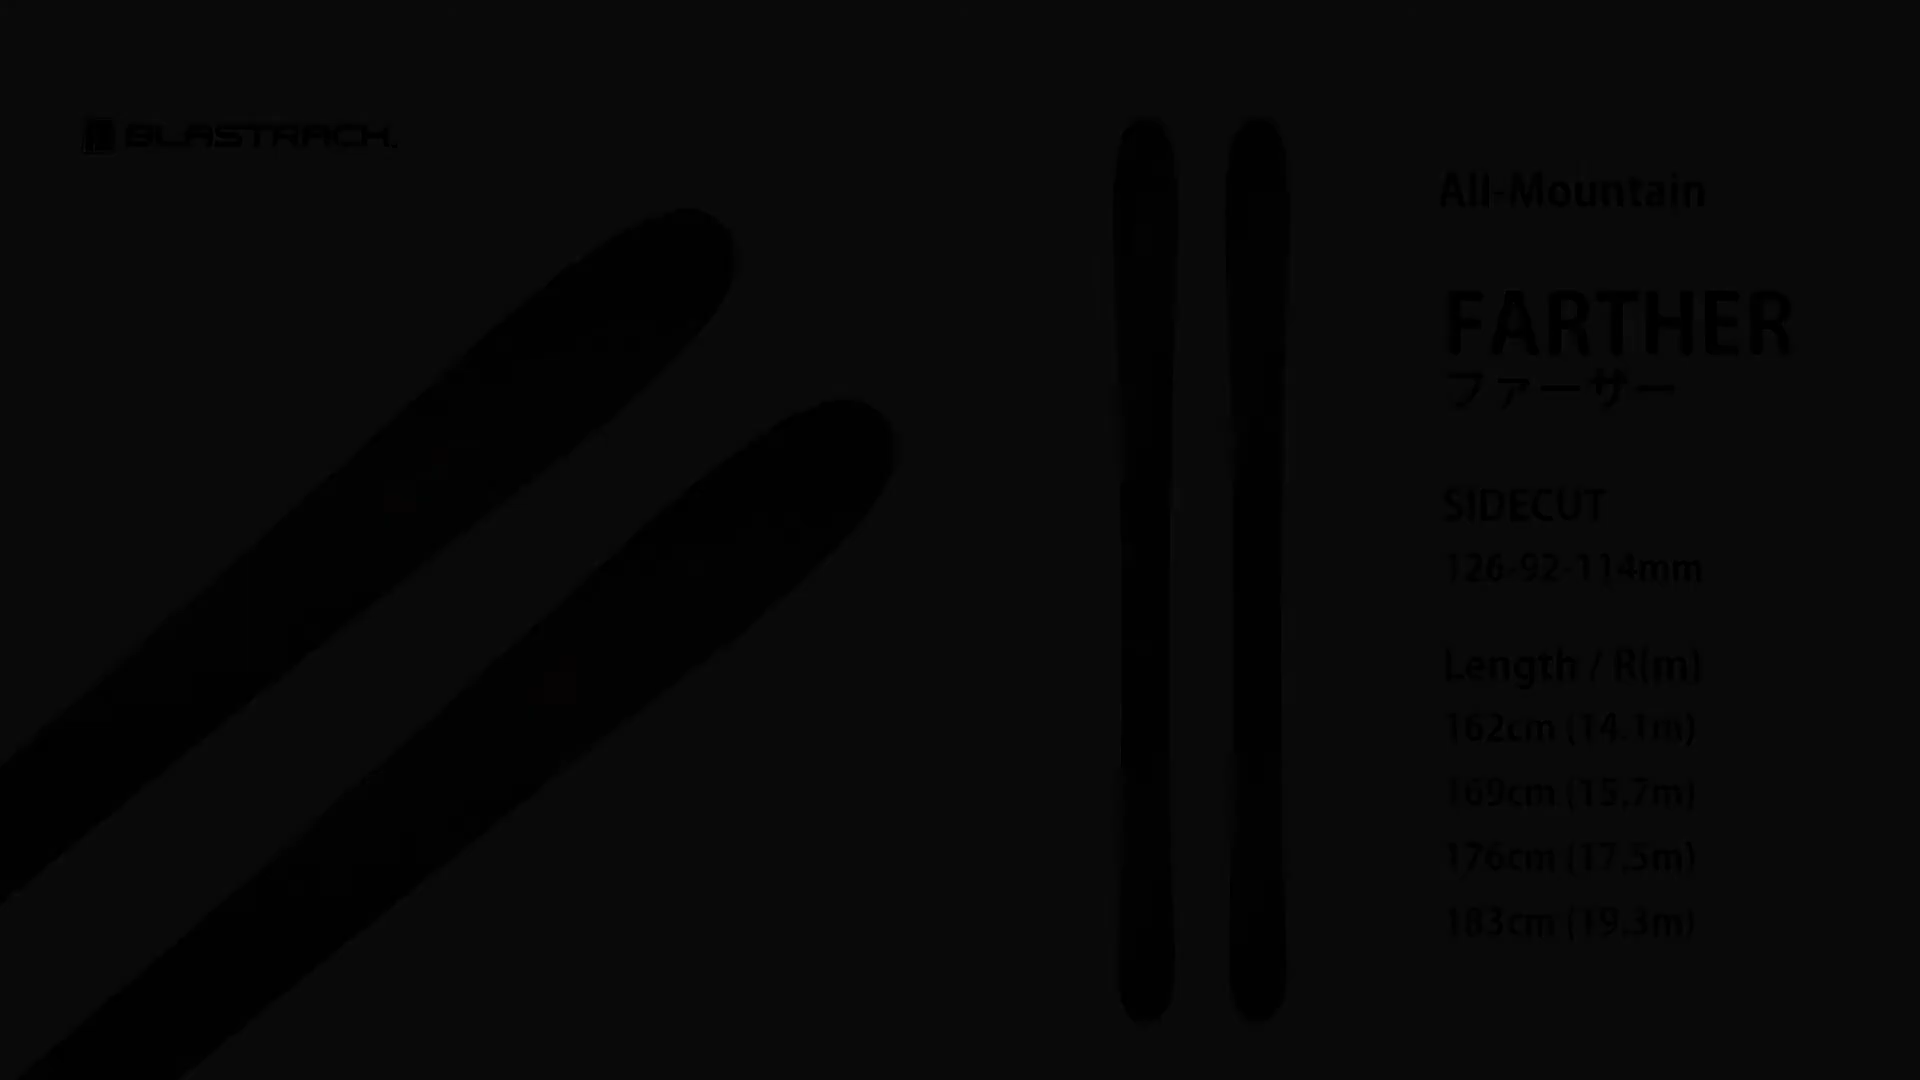 BLASTRACK.
All-Mountain
FARTHER
ファーサー
SIDECUT
126-92-114mm
Length / R(m)
162cm (14.1m)
169cm (15.7m)
176cm (17.5m)
183cm (19.3m)